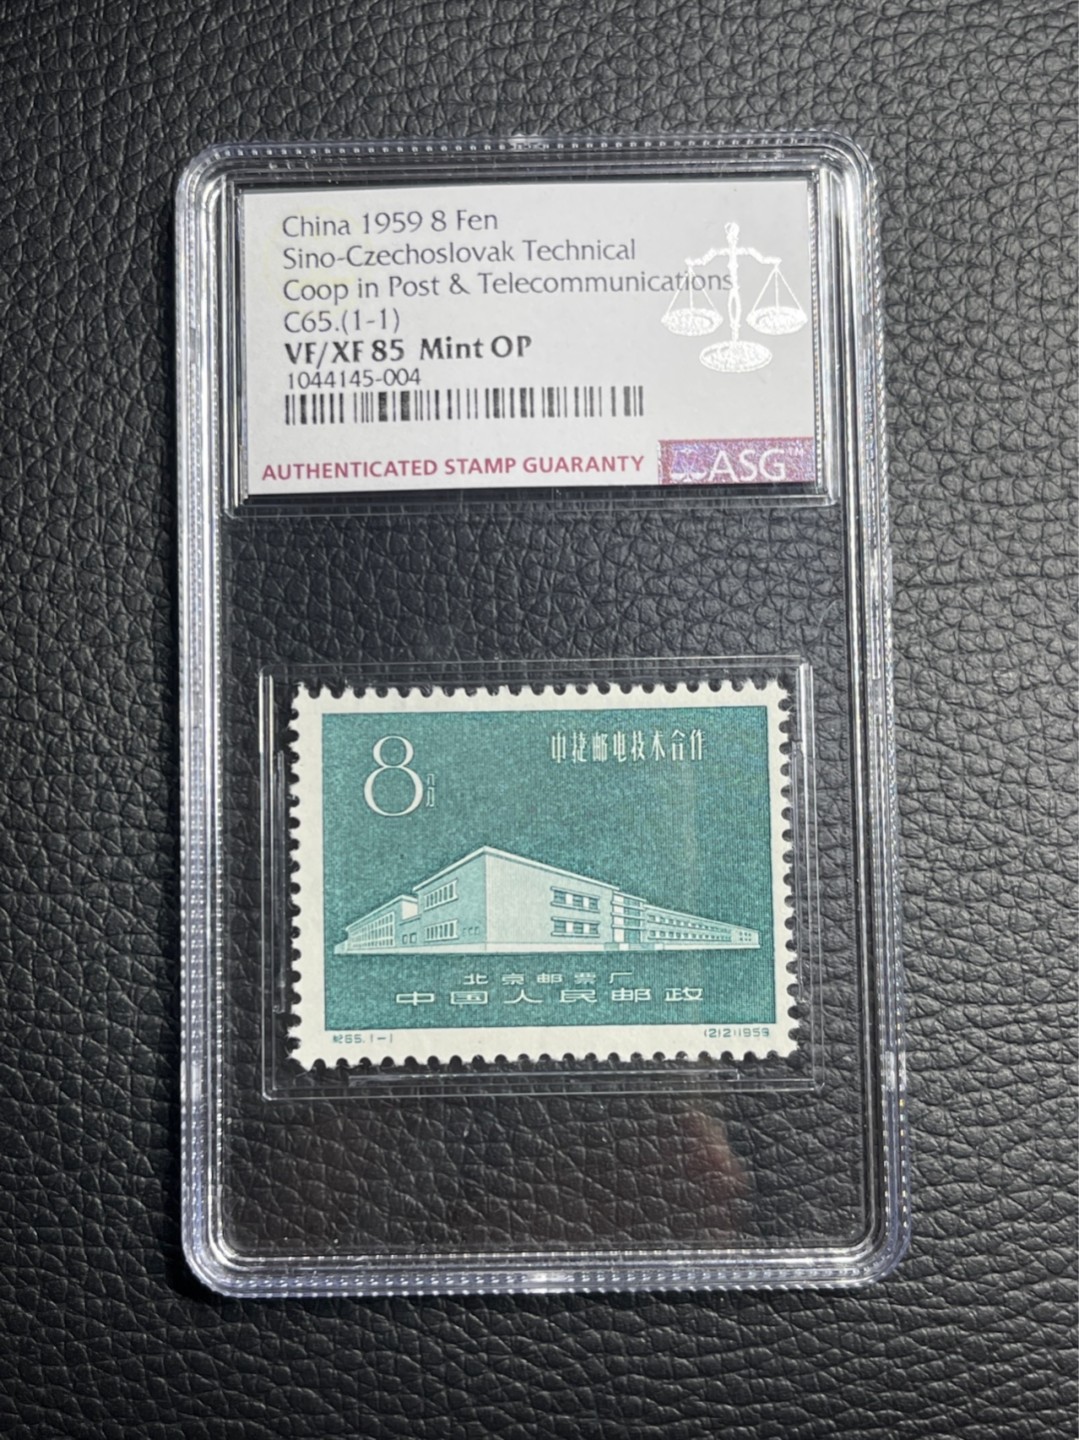 China 1959 8 Fen
Sino-Czechoslovak Technical
Coop in Post & Telecommunications
C65.(1-1)
VF/XF 85 Mint OP
1044145-004
AUTHENTICATED STAMP GUARANTY
ASG™
8分
中捷邮电技术合作
北京邮票厂
中国人民邮政
纪65.1-1
(212)1959